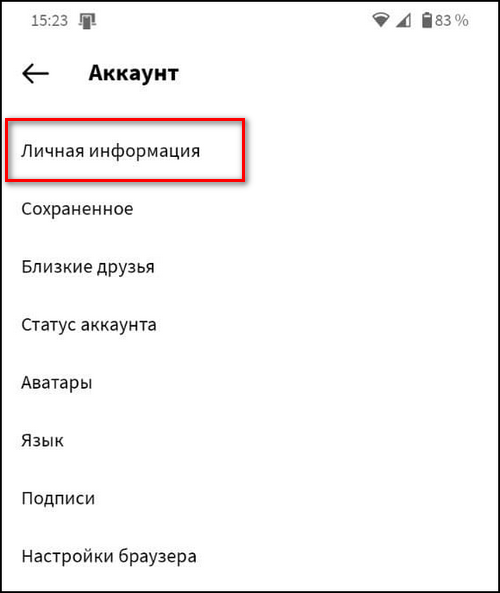 15:23 83 %
Аккаунт
Личная информация
Сохраненное
Близкие друзья
Статус аккаунта
Аватары
Язык
Подписи
Настройки браузера